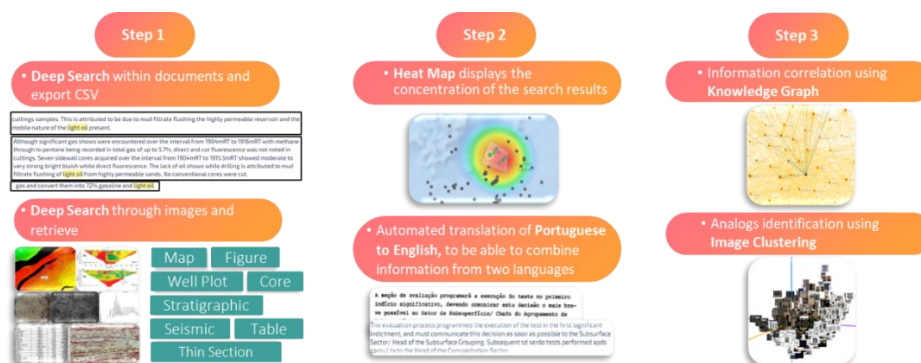 Step 1
• Deep Search within documents and
export CSV
cuttings samples. This is attributed to be due to mud filtrate flushing the highly permeable reservoir and the
mobile nature of the light oil present.
Although significant gas shows were encountered over the interval from 1904mRT to 1916mRT with methane
through to pentane being recorded in total gas of up to 5.7%, direct and cut fluorescence was not noted in
cuttings. Seven sidewall cores acquired over the interval from 1904mRT to 1915.5mRT showed moderate to
very strong bright bluish white direct fluorescence. The lack of oil shows while drilling is attributed to mud
filtrate flushing of light oil from highly permeable sands. No conventional cores were cut.
gas and convert them into 72% gasoline and light oil.
• Deep Search through images and
retrieve
Map Figure
Well Plot Core
Stratigraphic
Seismic Table
Thin Section
Step 2
• Heat Map displays the
concentration of the search results
• Automated translation of Portuguese
to English, to be able to combine
information from two languages
A seção de avaliação programará a execução do teste no primeiro
indício significativo, devendo comunicar esta decisão o mais bre-
ve possível ao Setor de Subsuperfície/ Chefe do Agrupamento de
The evaluation process programmed the execution of the test in the first significant
indictment, and must communicate this decision as soon as possible to the Subsurface
Sector/ Head of the Subsurface Grouping. Subsequent
Step 3
• Information correlation using
Knowledge Graph
• Analogs identification using
Image Clustering